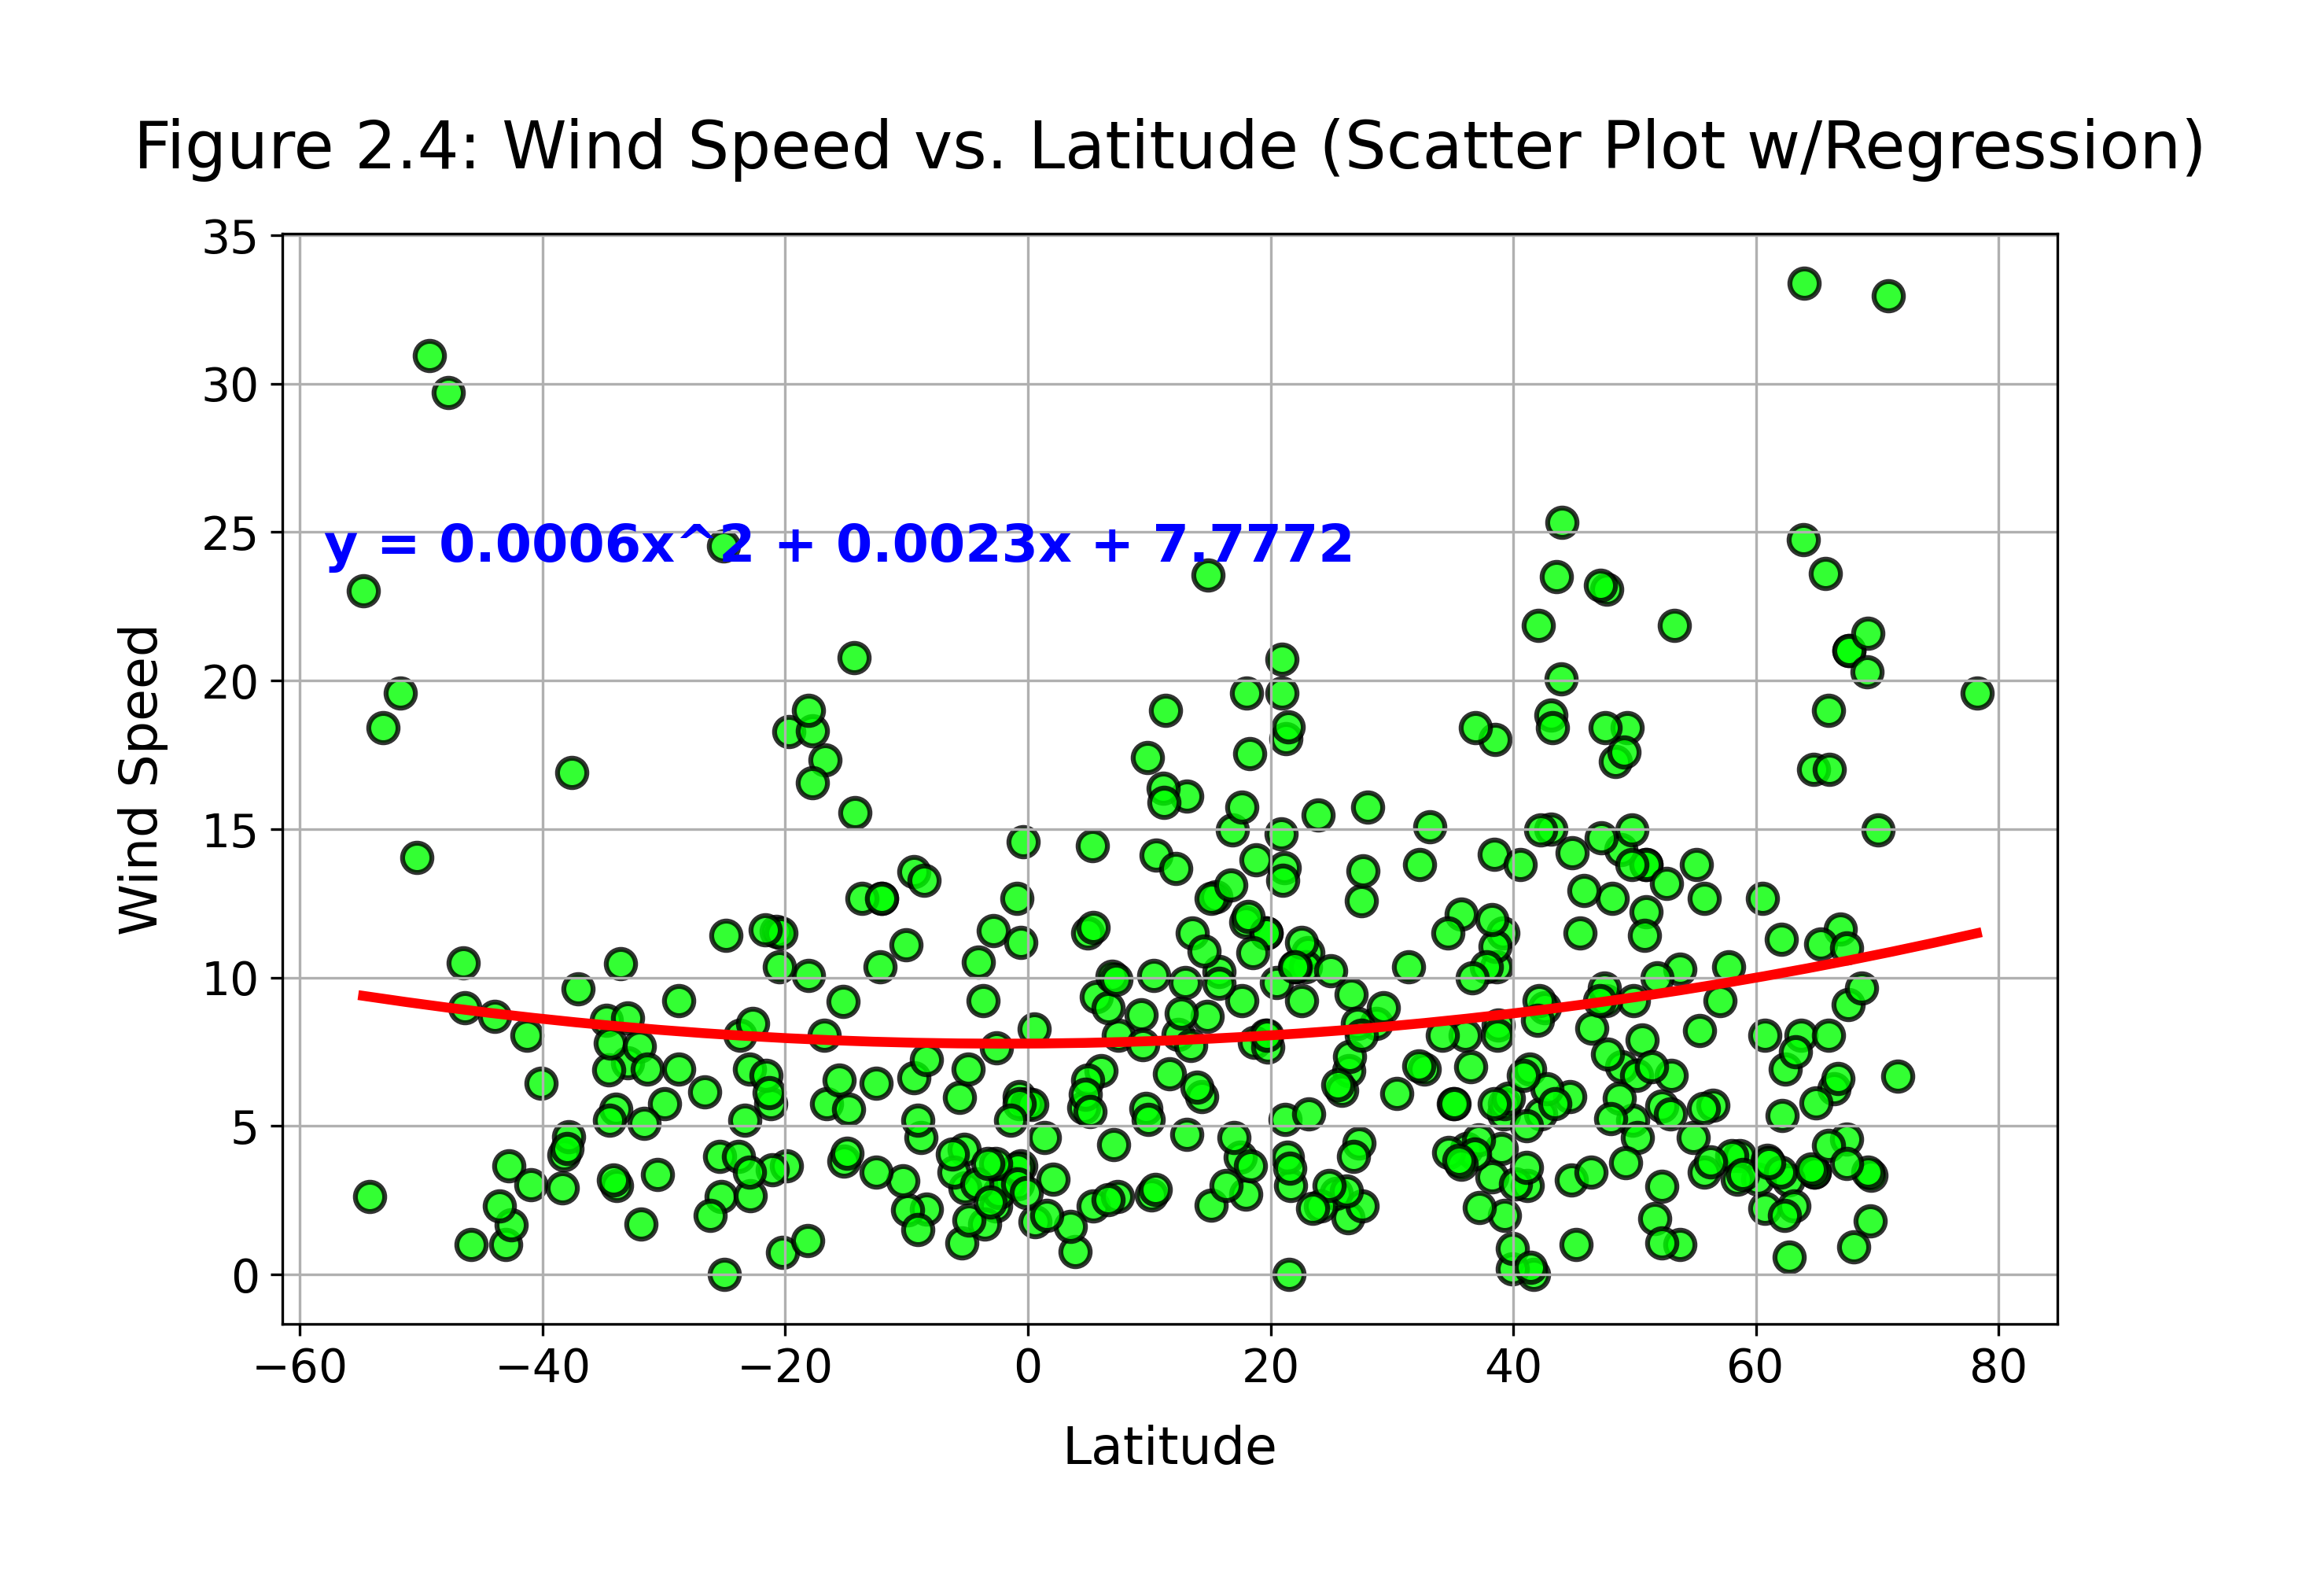 Figure 2.4: Wind Speed vs. Latitude (Scatter Plot w/Regression)
35
30
25
20
15
10
5
0
Wind Speed
y = 0.0006x^2 + 0.0023x + 7.7772
−60 −40 −20 0 20 40 60 80
Latitude